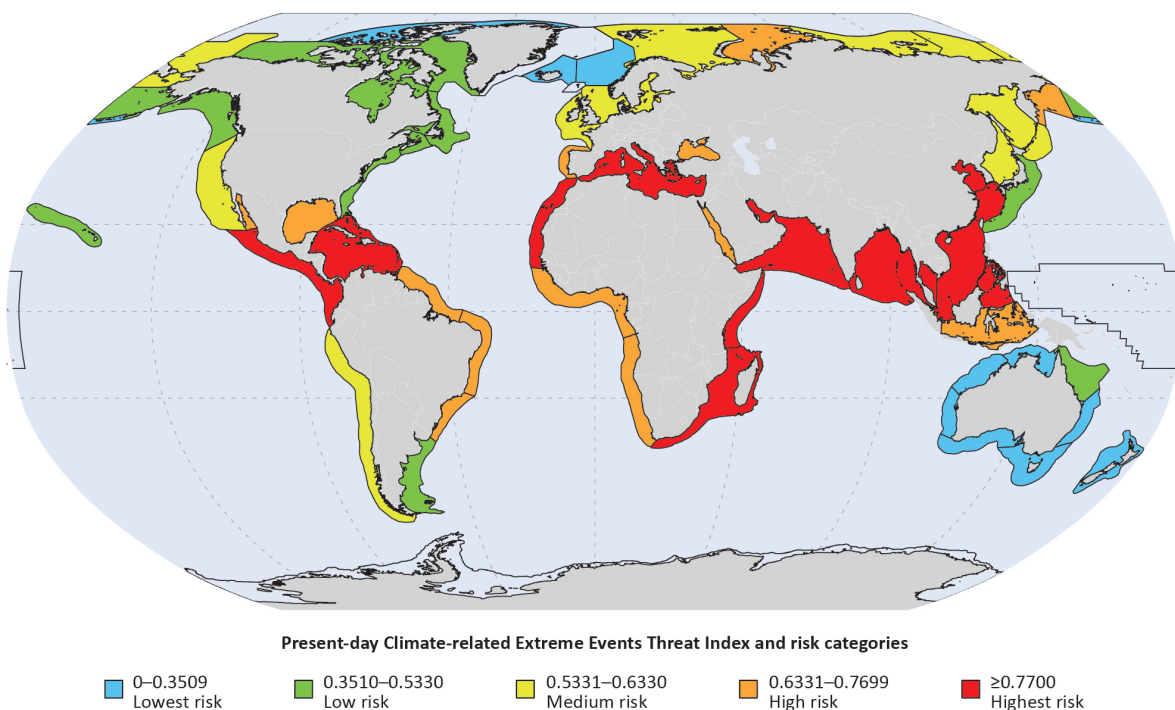 Present-day Climate-related Extreme Events Threat Index and risk categories
0–0.3509
Lowest risk
0.3510–0.5330
Low risk
0.5331–0.6330
Medium risk
0.6331–0.7699
High risk
≥0.7700
Highest risk